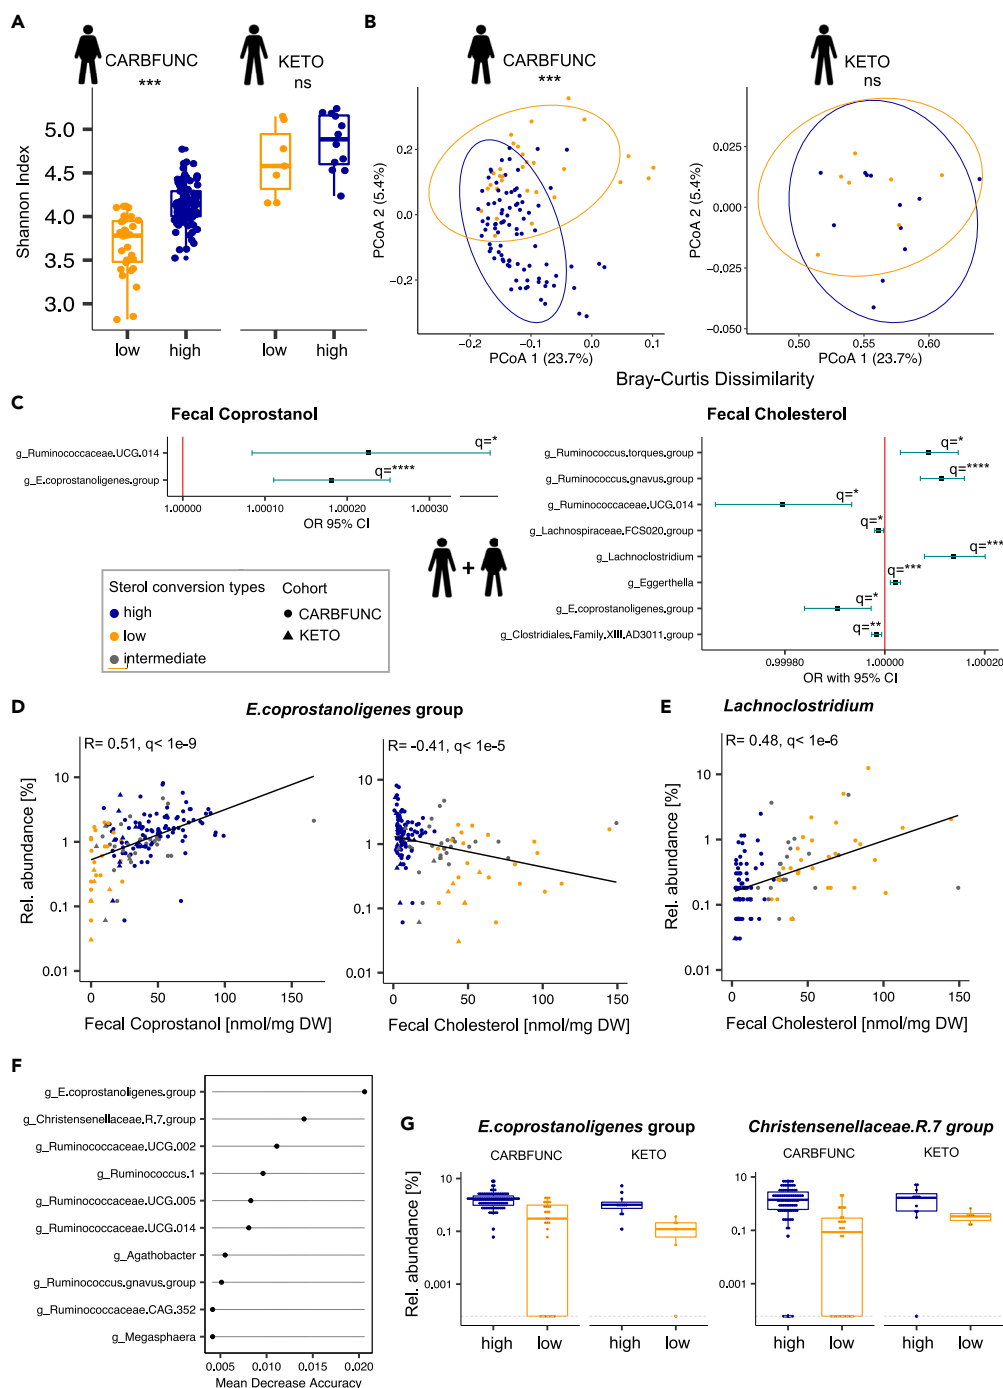 A
CARBFUNC
***
KETO
ns
Shannon Index
5.0
4.5
4.0
3.5
3.0
low
high
low
high
B
CARBFUNC
***
KETO
ns
PCoA 2 (5.4%)
0.2
0.0
−0.2
−0.2
−0.1
0.0
0.1
PCoA 1 (23.7%)
PCoA 2 (5.4%)
0.025
0.000
−0.025
−0.050
0.50
0.55
0.60
PCoA 1 (23.7%)
Bray-Curtis Dissimilarity
C
Fecal Coprostanol
g_Ruminococcaceae.UCG.014
g_E.coprostanoligenes.group
q=*
q=****
1.00000
1.00010
1.00020
1.00030
OR 95% CI
Fecal Cholesterol
g_Ruminococcus.torques.group
g_Ruminococcus.gnavus.group
g_Ruminococcaceae.UCG.014
g_Lachnospiraceae.FCS020.group
g_Lachnoclostridium
g_Eggerthella
g_E.coprostanoligenes.group
g_Clostridiales.Family.XIII.AD3011.group
q=*
q=****
q=*
q=*
q=***
q=***
q=*
q=**
0.99980
1.00000
1.00020
OR with 95% CI
+
Sterol conversion types
high
low
intermediate
Cohort
CARBFUNC
KETO
D
E.coprostanoligenes group
R= 0.51, q< 1e-9
Rel. abundance [%]
10
1
0.1
0.01
0
50
100
150
Fecal Coprostanol [nmol/mg DW]
R= -0.41, q< 1e-5
10
1
0.1
0.01
0
50
100
150
Fecal Cholesterol [nmol/mg DW]
E
Lachnoclostridium
R= 0.48, q< 1e-6
Rel. abundance [%]
10
1
0.1
0.01
0
50
100
150
Fecal Cholesterol [nmol/mg DW]
F
g_E.coprostanoligenes.group
g_Christensenellaceae.R.7.group
g_Ruminococcaceae.UCG.002
g_Ruminococcus.1
g_Ruminococcaceae.UCG.005
g_Ruminococcaceae.UCG.014
g_Agathobacter
g_Ruminococcus.gnavus.group
g_Ruminococcaceae.CAG.352
g_Megasphaera
0.005
0.010
0.015
0.020
Mean Decrease Accuracy
G
E.coprostanoligenes group
CARBFUNC
KETO
Rel. abundance [%]
10
0.1
0.001
high
low
high
low
Christensenellaceae.R.7 group
CARBFUNC
KETO
10
0.1
0.001
high
low
high
low